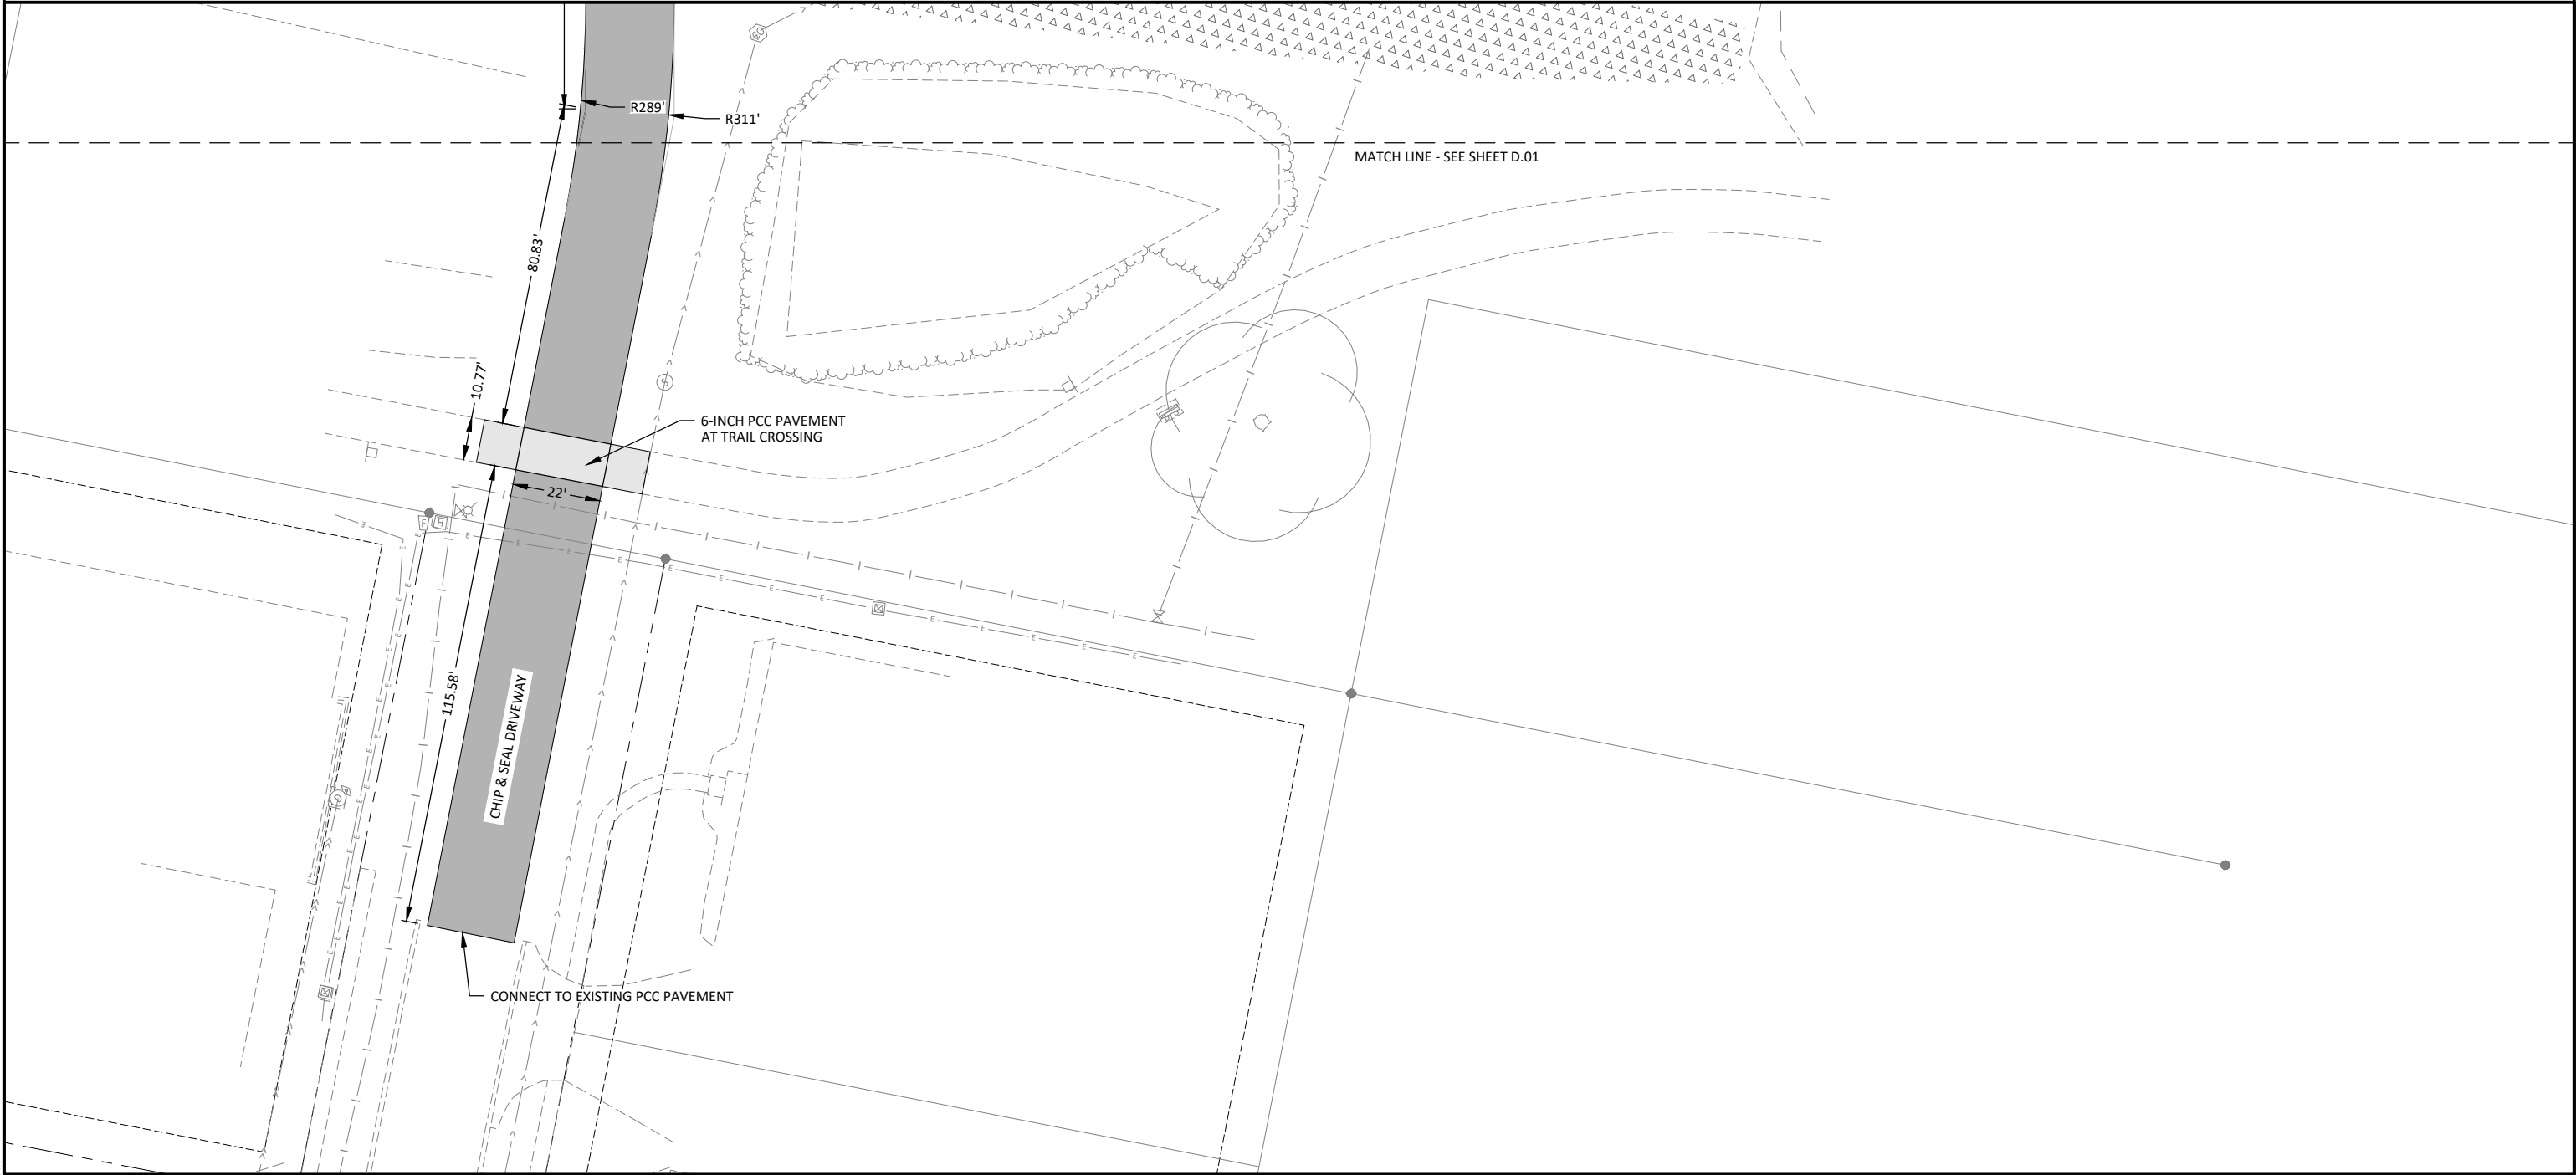 R289'
R311'
MATCH LINE - SEE SHEET D.01
80.83'
10.77'
6-INCH PCC PAVEMENT
AT TRAIL CROSSING
22'
115.58'
CHIP & SEAL DRIVEWAY
CONNECT TO EXISTING PCC PAVEMENT
S
F
H
E
E
E
E
E
E
E
E
E
E
E
E